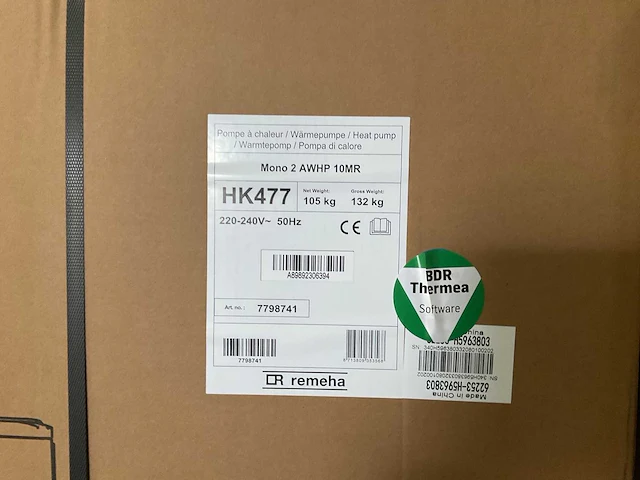 Pompe à chaleur / Wärmepumpe / Heat pump
/ Warmtepomp / Pompa di calore
Mono 2 AWHP 10MR
HK477
Net Weight: Gross Weight:
105 kg 132 kg
220-240V~ 50Hz
CE
A89892306394
Art. no.: 7798741
7798741
remeha
BDR
Thermea
Software
62253-H5963803
Made in China